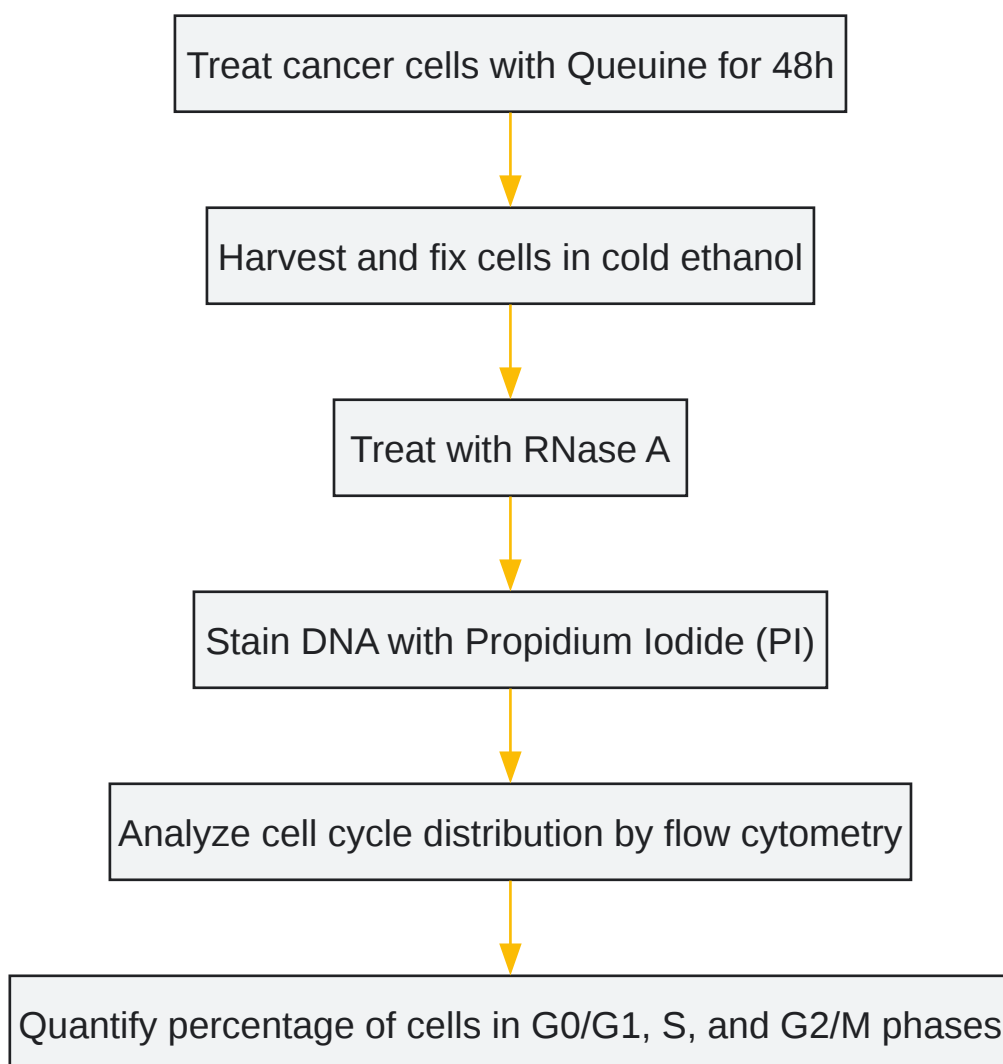 Treat cancer cells with Queuine for 48h
Harvest and fix cells in cold ethanol
Treat with RNase A
Stain DNA with Propidium Iodide (PI)
Analyze cell cycle distribution by flow cytometry
Quantify percentage of cells in G0/G1, S, and G2/M phases